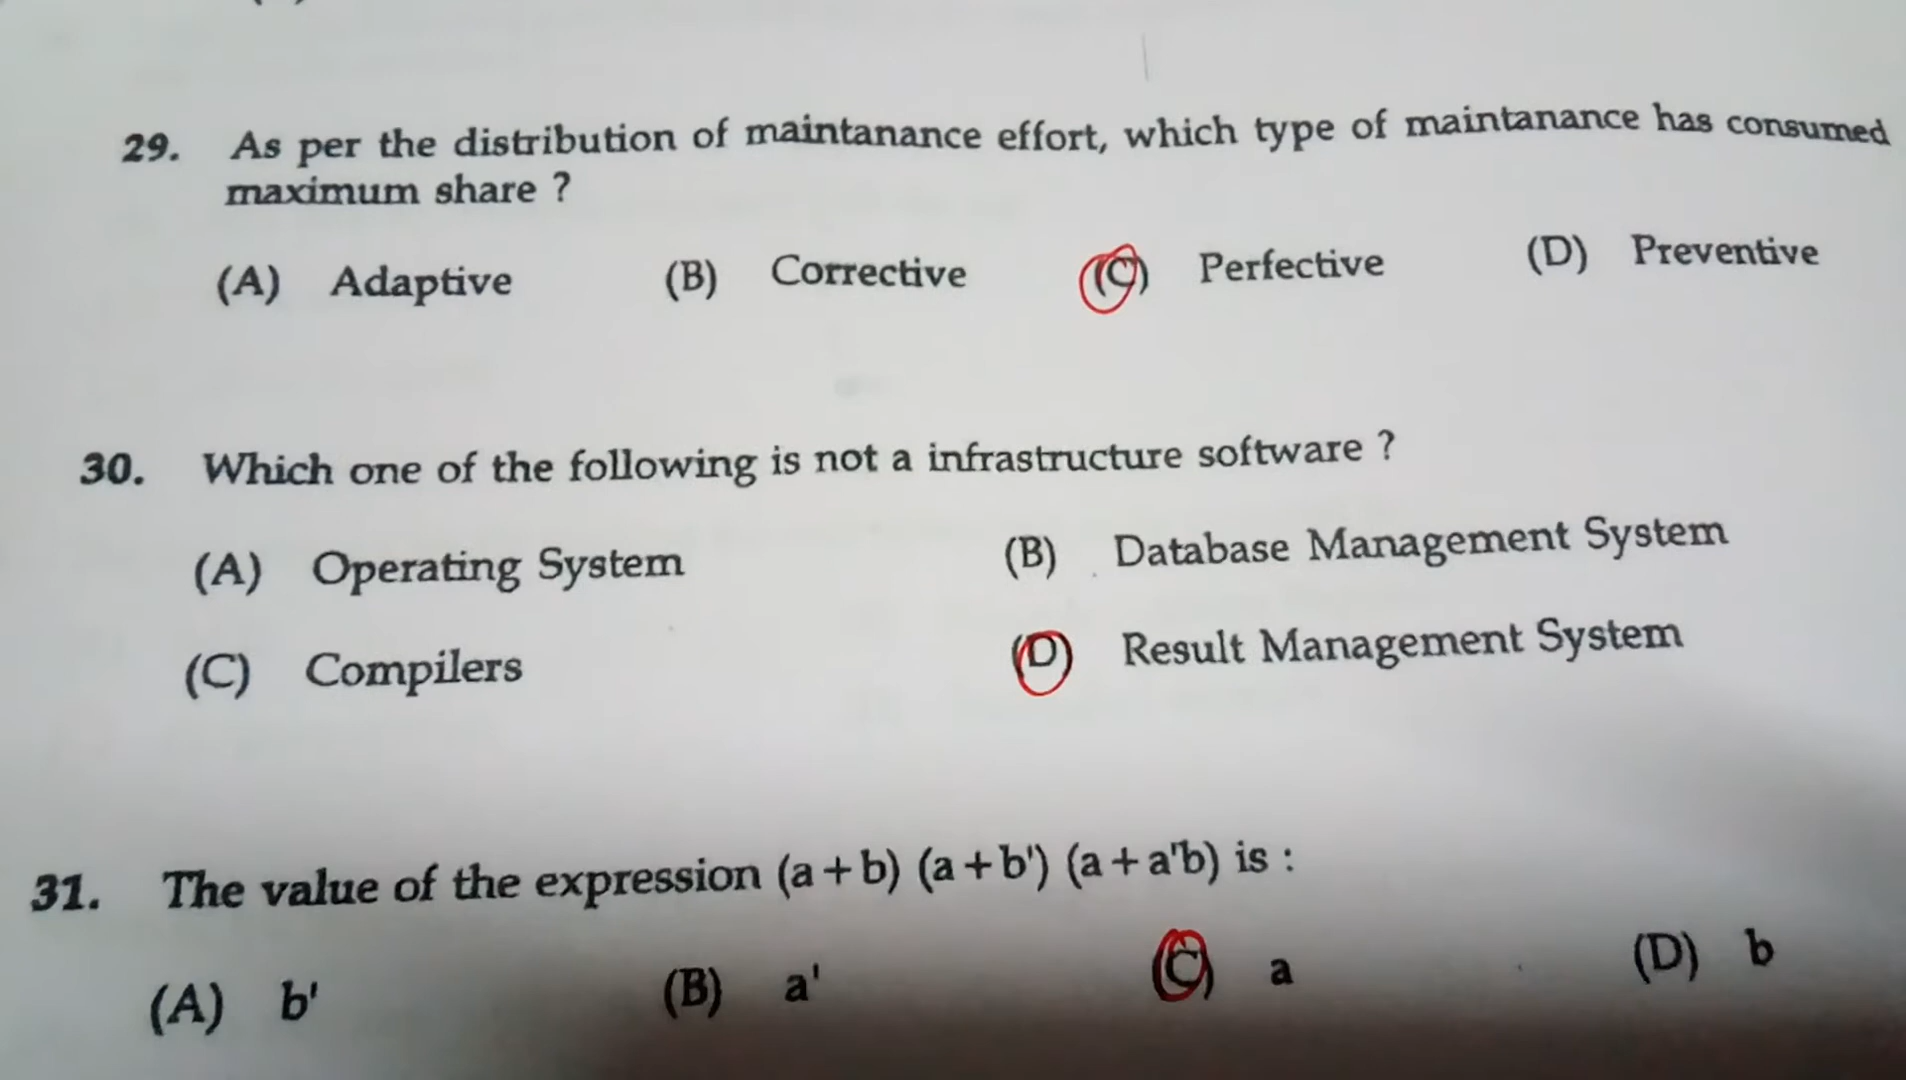 29. As per the distribution of maintanance effort, which type of maintanance has consumed
maximum share ?
(A) Adaptive (B) Corrective (C) Perfective (D) Preventive
30. Which one of the following is not a infrastructure software ?
(A) Operating System (B) Database Management System
(C) Compilers (D) Result Management System
31. The value of the expression (a+b) (a+b') (a+a'b) is :
(A) b' (B) a' (C) a (D) b